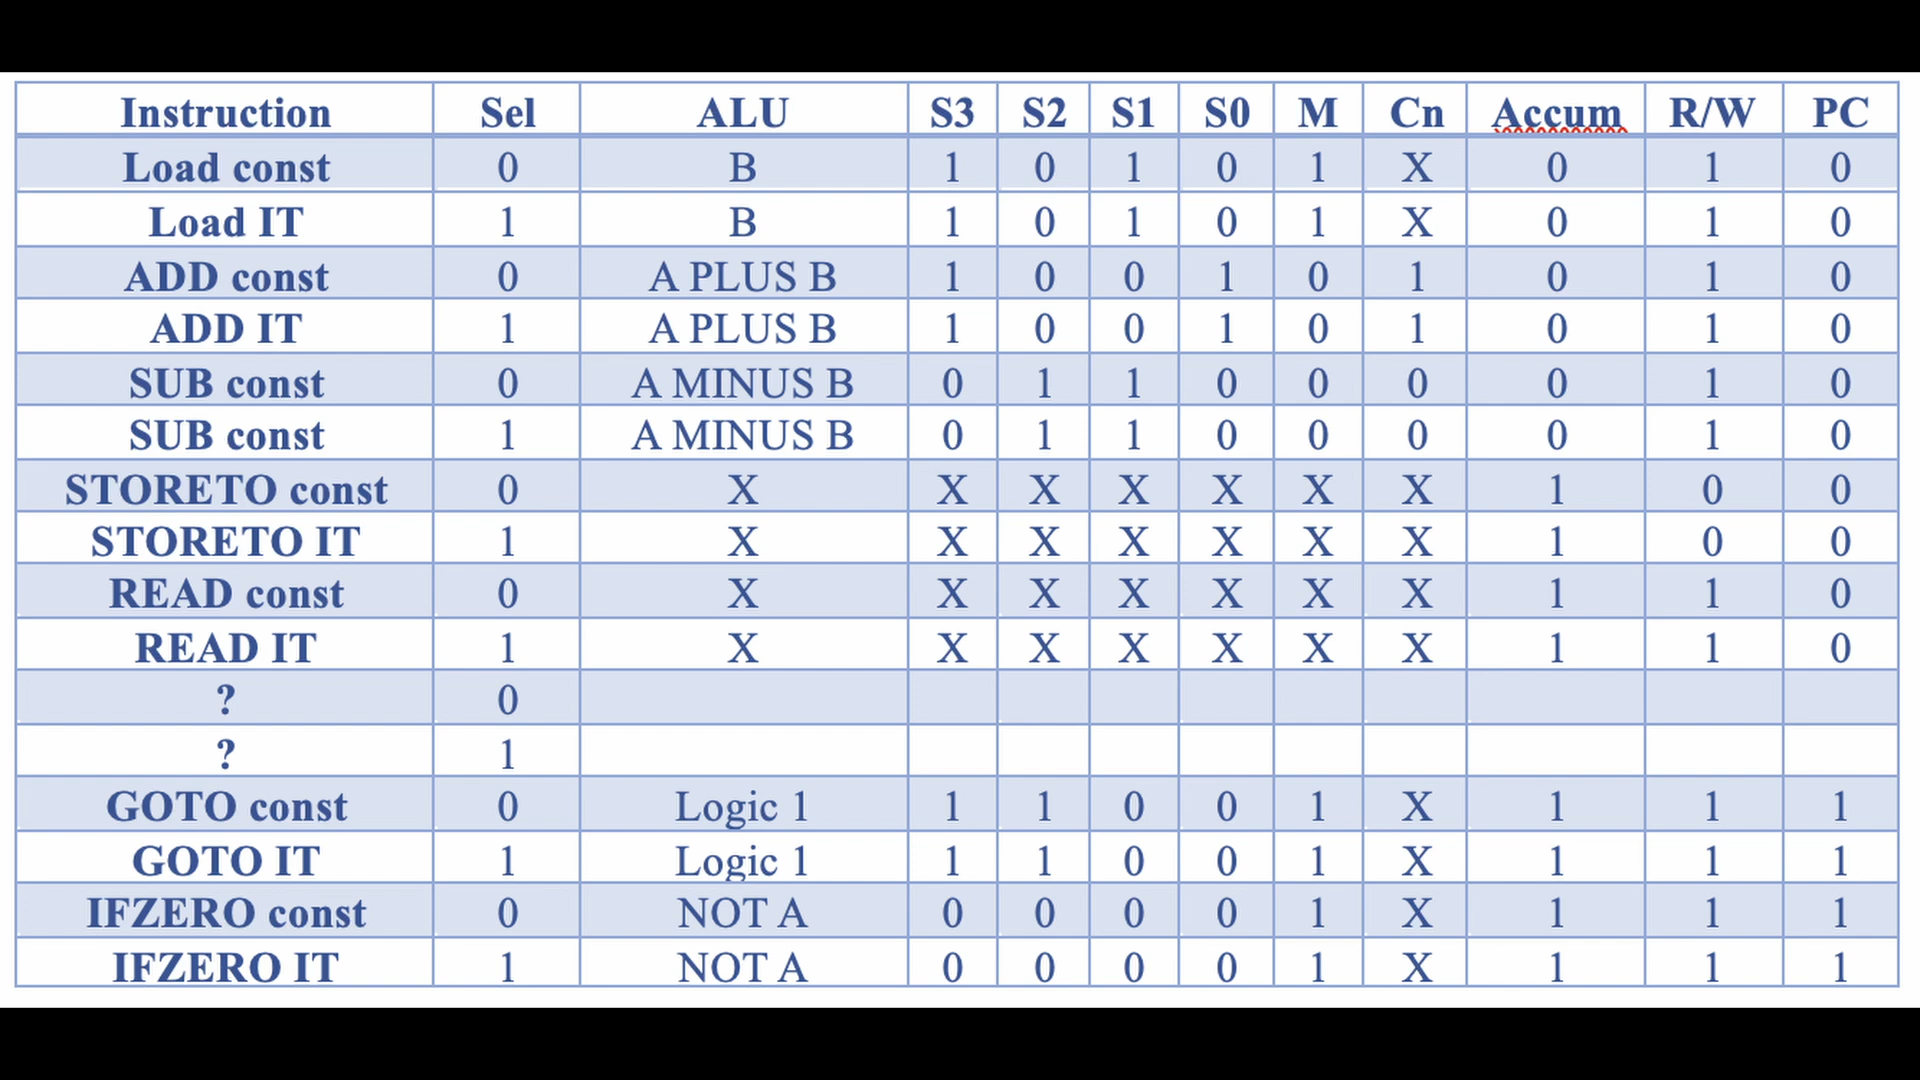 Instruction Sel ALU S3 S2 S1 S0 M Cn Accum R/W PC
Load const 0 B 1 0 1 0 1 X 0 1 0
Load IT 1 B 1 0 1 0 1 X 0 1 0
ADD const 0 A PLUS B 1 0 0 1 0 1 0 1 0
ADD IT 1 A PLUS B 1 0 0 1 0 1 0 1 0
SUB const 0 A MINUS B 0 1 1 0 0 0 0 1 0
SUB const 1 A MINUS B 0 1 1 0 0 0 0 1 0
STORETO const 0 X X X X X X X 1 0 0
STORETO IT 1 X X X X X X X 1 0 0
READ const 0 X X X X X X X 1 1 0
READ IT 1 X X X X X X X 1 1 0
? 0
? 1
GOTO const 0 Logic 1 1 1 0 0 1 X 1 1 1
GOTO IT 1 Logic 1 1 1 0 0 1 X 1 1 1
IFZERO const 0 NOT A 0 0 0 0 1 X 1 1 1
IFZERO IT 1 NOT A 0 0 0 0 1 X 1 1 1